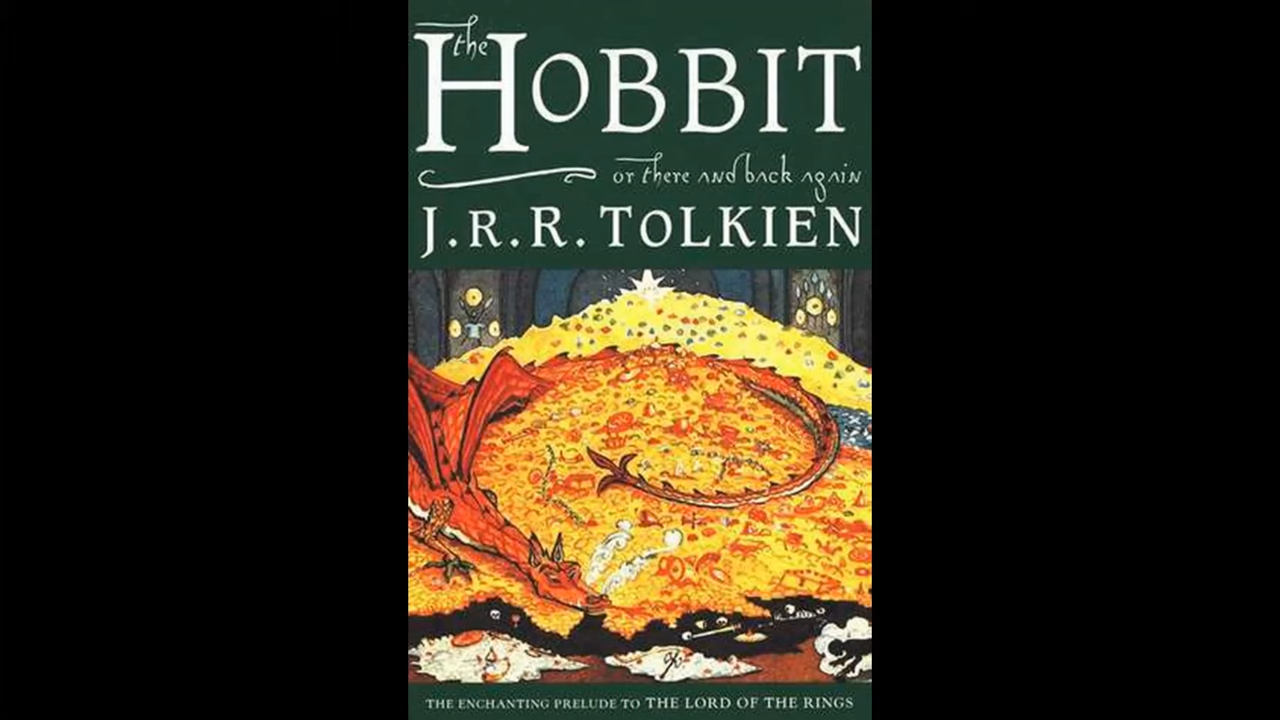 the
HOBBIT
or there and back again
J.R.R. TOLKIEN
THE ENCHANTING PRELUDE TO THE LORD OF THE RINGS